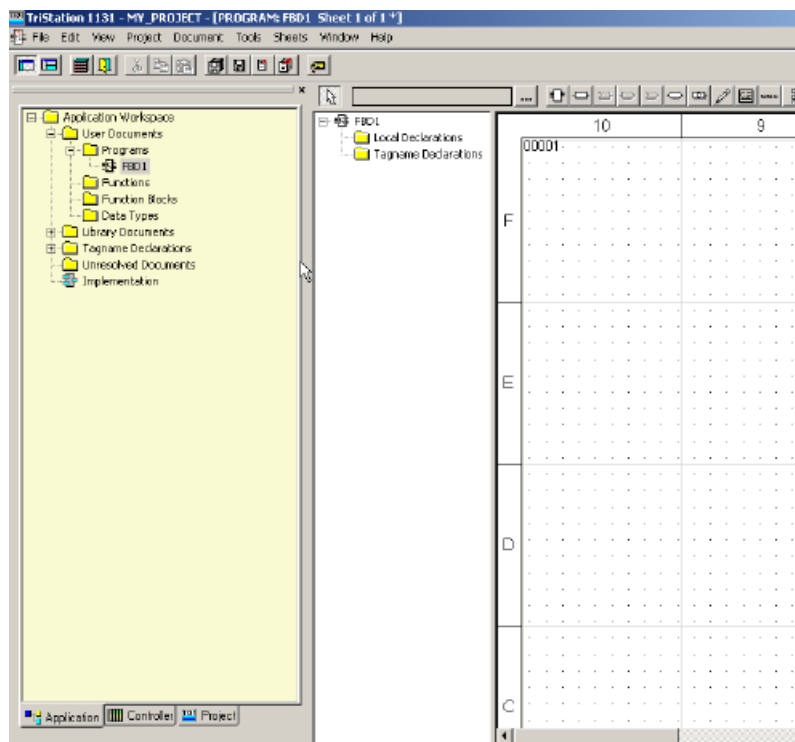 TriStation 1131 - MY_PROJECT - [PROGRAM: FBD1 Sheet 1 of 1 *]
File Edit View Project Document Tools Sheets Window Help
...
Application Workspace
User Documents
Programs
FBD1
Functions
Function Blocks
Data Types
Library Documents
Tagname Declarations
Unresolved Documents
Implementation
Application Controller Project
FBD1
Local Declarations
Tagname Declarations
10 9
00001
F
E
D
C